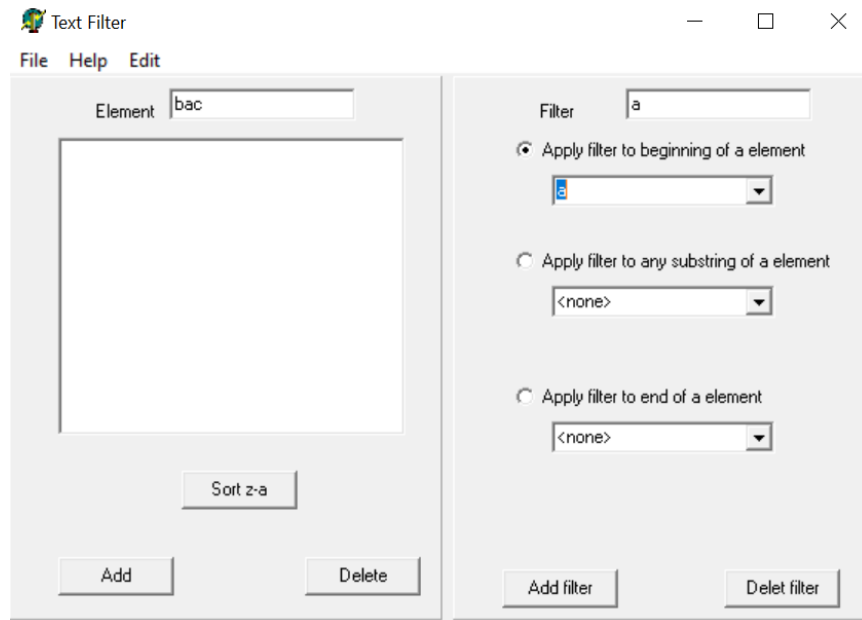 Text Filter
File Help Edit
Element bac
Sort z-a
Add Delete
Filter a
Apply filter to beginning of a element
a
Apply filter to any substring of a element
<none>
Apply filter to end of a element
<none>
Add filter Delet filter